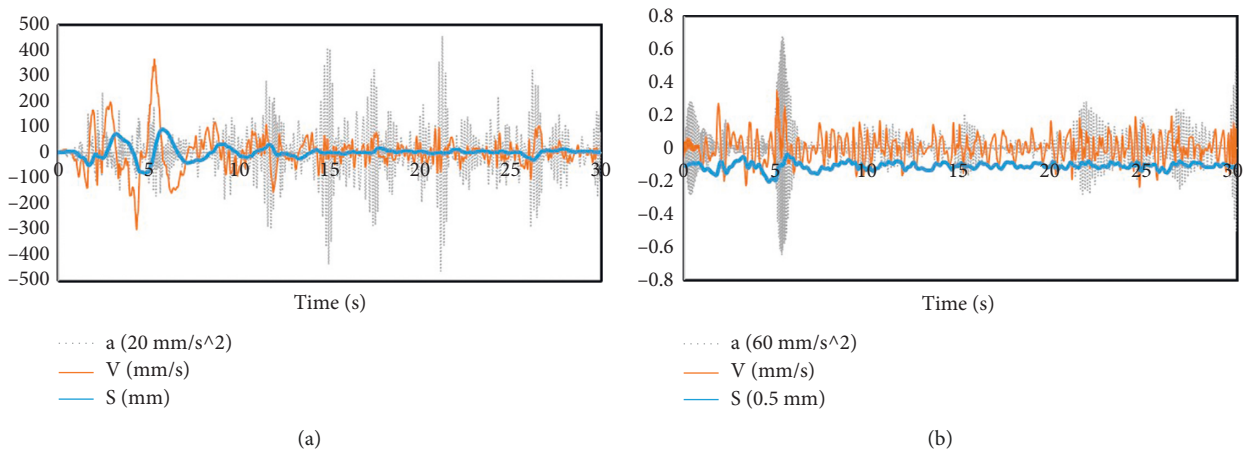 500
400
300
200
100
0
–100
–200
–300
–400
–500
0 5 10 15 20 25 30
Time (s)
a (20 mm/s^2)
V (mm/s)
S (mm)
(a)
0.8
0.6
0.4
0.2
0
–0.2
–0.4
–0.6
–0.8
0 5 10 15 20 25 30
Time (s)
a (60 mm/s^2)
V (mm/s)
S (0.5 mm)
(b)